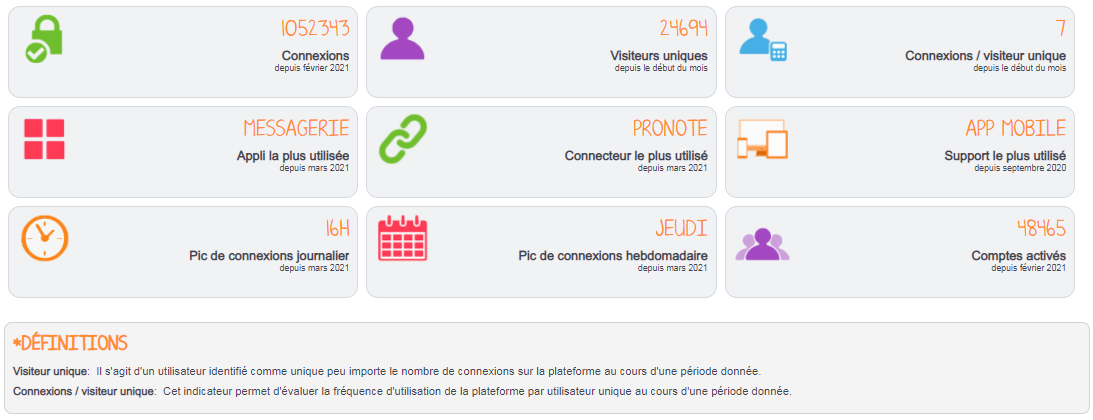 1052343
Connexions
depuis février 2021
24694
Visiteurs uniques
depuis le début du mois
7
Connexions / visiteur unique
depuis le début du mois
MESSAGERIE
Appli la plus utilisée
depuis mars 2021
PRONOTE
Connecteur le plus utilisé
depuis mars 2021
APP MOBILE
Support le plus utilisé
depuis septembre 2020
16H
Pic de connexions journalier
depuis mars 2021
JEUDI
Pic de connexions hebdomadaire
depuis mars 2021
48465
Comptes activés
depuis février 2021
*DÉFINITIONS
Visiteur unique: Il s'agit d'un utilisateur identifié comme unique peu importe le nombre de connexions sur la plateforme au cours d'une période donnée.
Connexions / visiteur unique: Cet indicateur permet d'évaluer la fréquence d'utilisation de la plateforme par utilisateur unique au cours d'une période donnée.